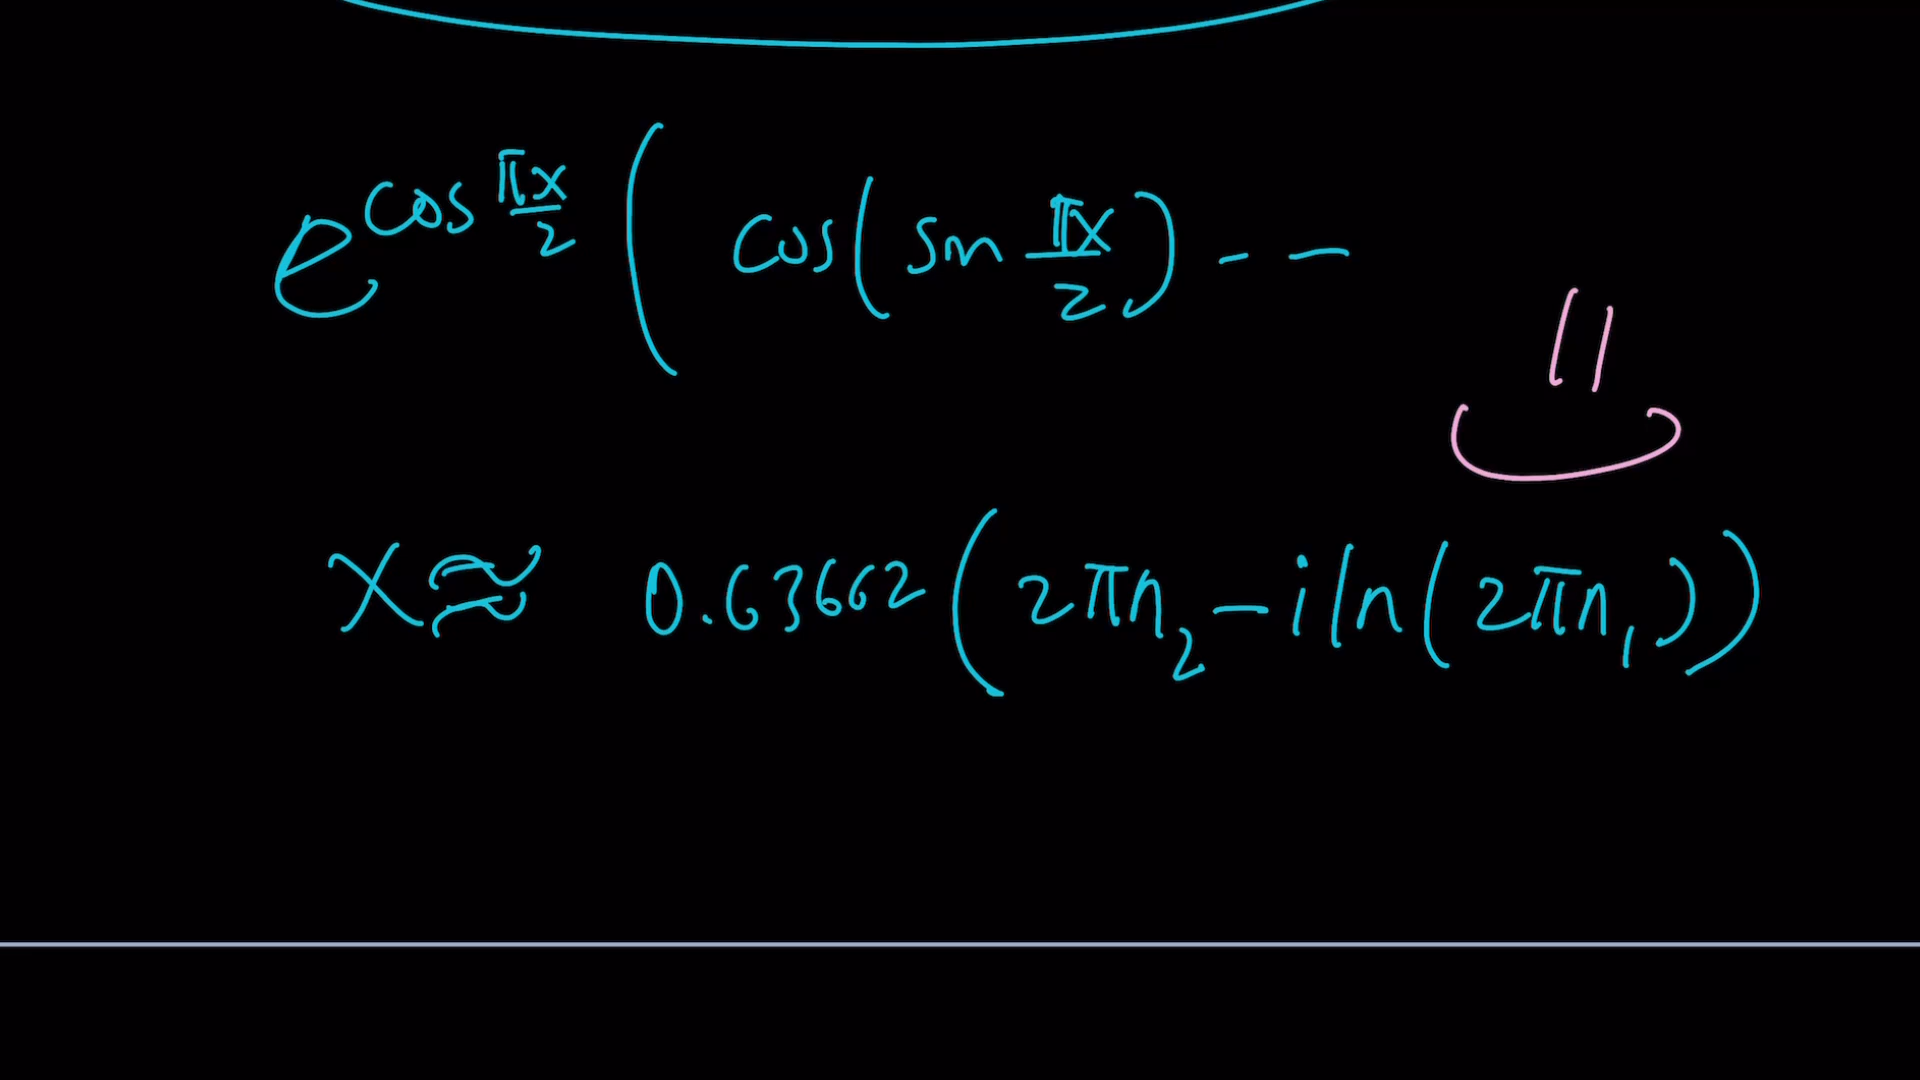 e^{cos πx/2} ( cos(sin πx/2) - -
x ≈ 0.63662 ( 2πn₂ - i ln(2πn₁) )